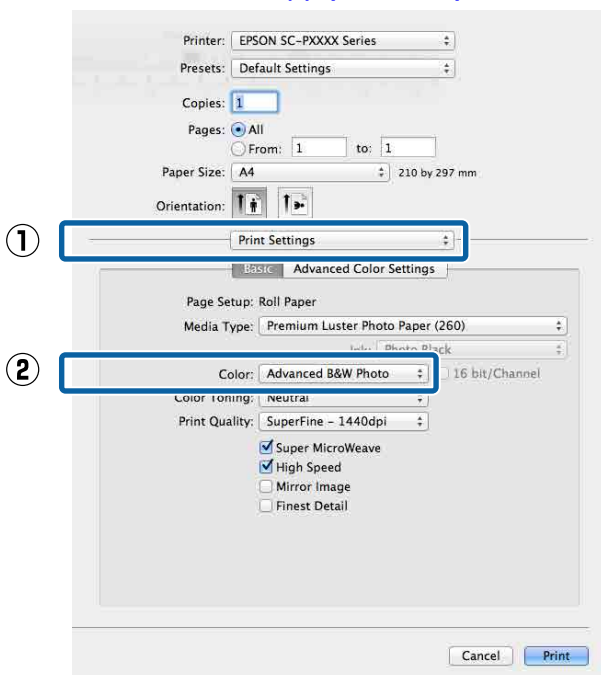 Printer: EPSON SC-PXXXX Series
Presets: Default Settings
Copies: 1
Pages: All
From: 1 to: 1
Paper Size: A4 210 by 297 mm
Orientation:
1
Print Settings
Basic Advanced Color Settings
Page Setup: Roll Paper
Media Type: Premium Luster Photo Paper (260)
Ink: Photo Black
2
Color: Advanced B&W Photo 16 bit/Channel
Color Toning: Neutral
Print Quality: SuperFine – 1440dpi
Super MicroWeave
High Speed
Mirror Image
Finest Detail
Cancel Print